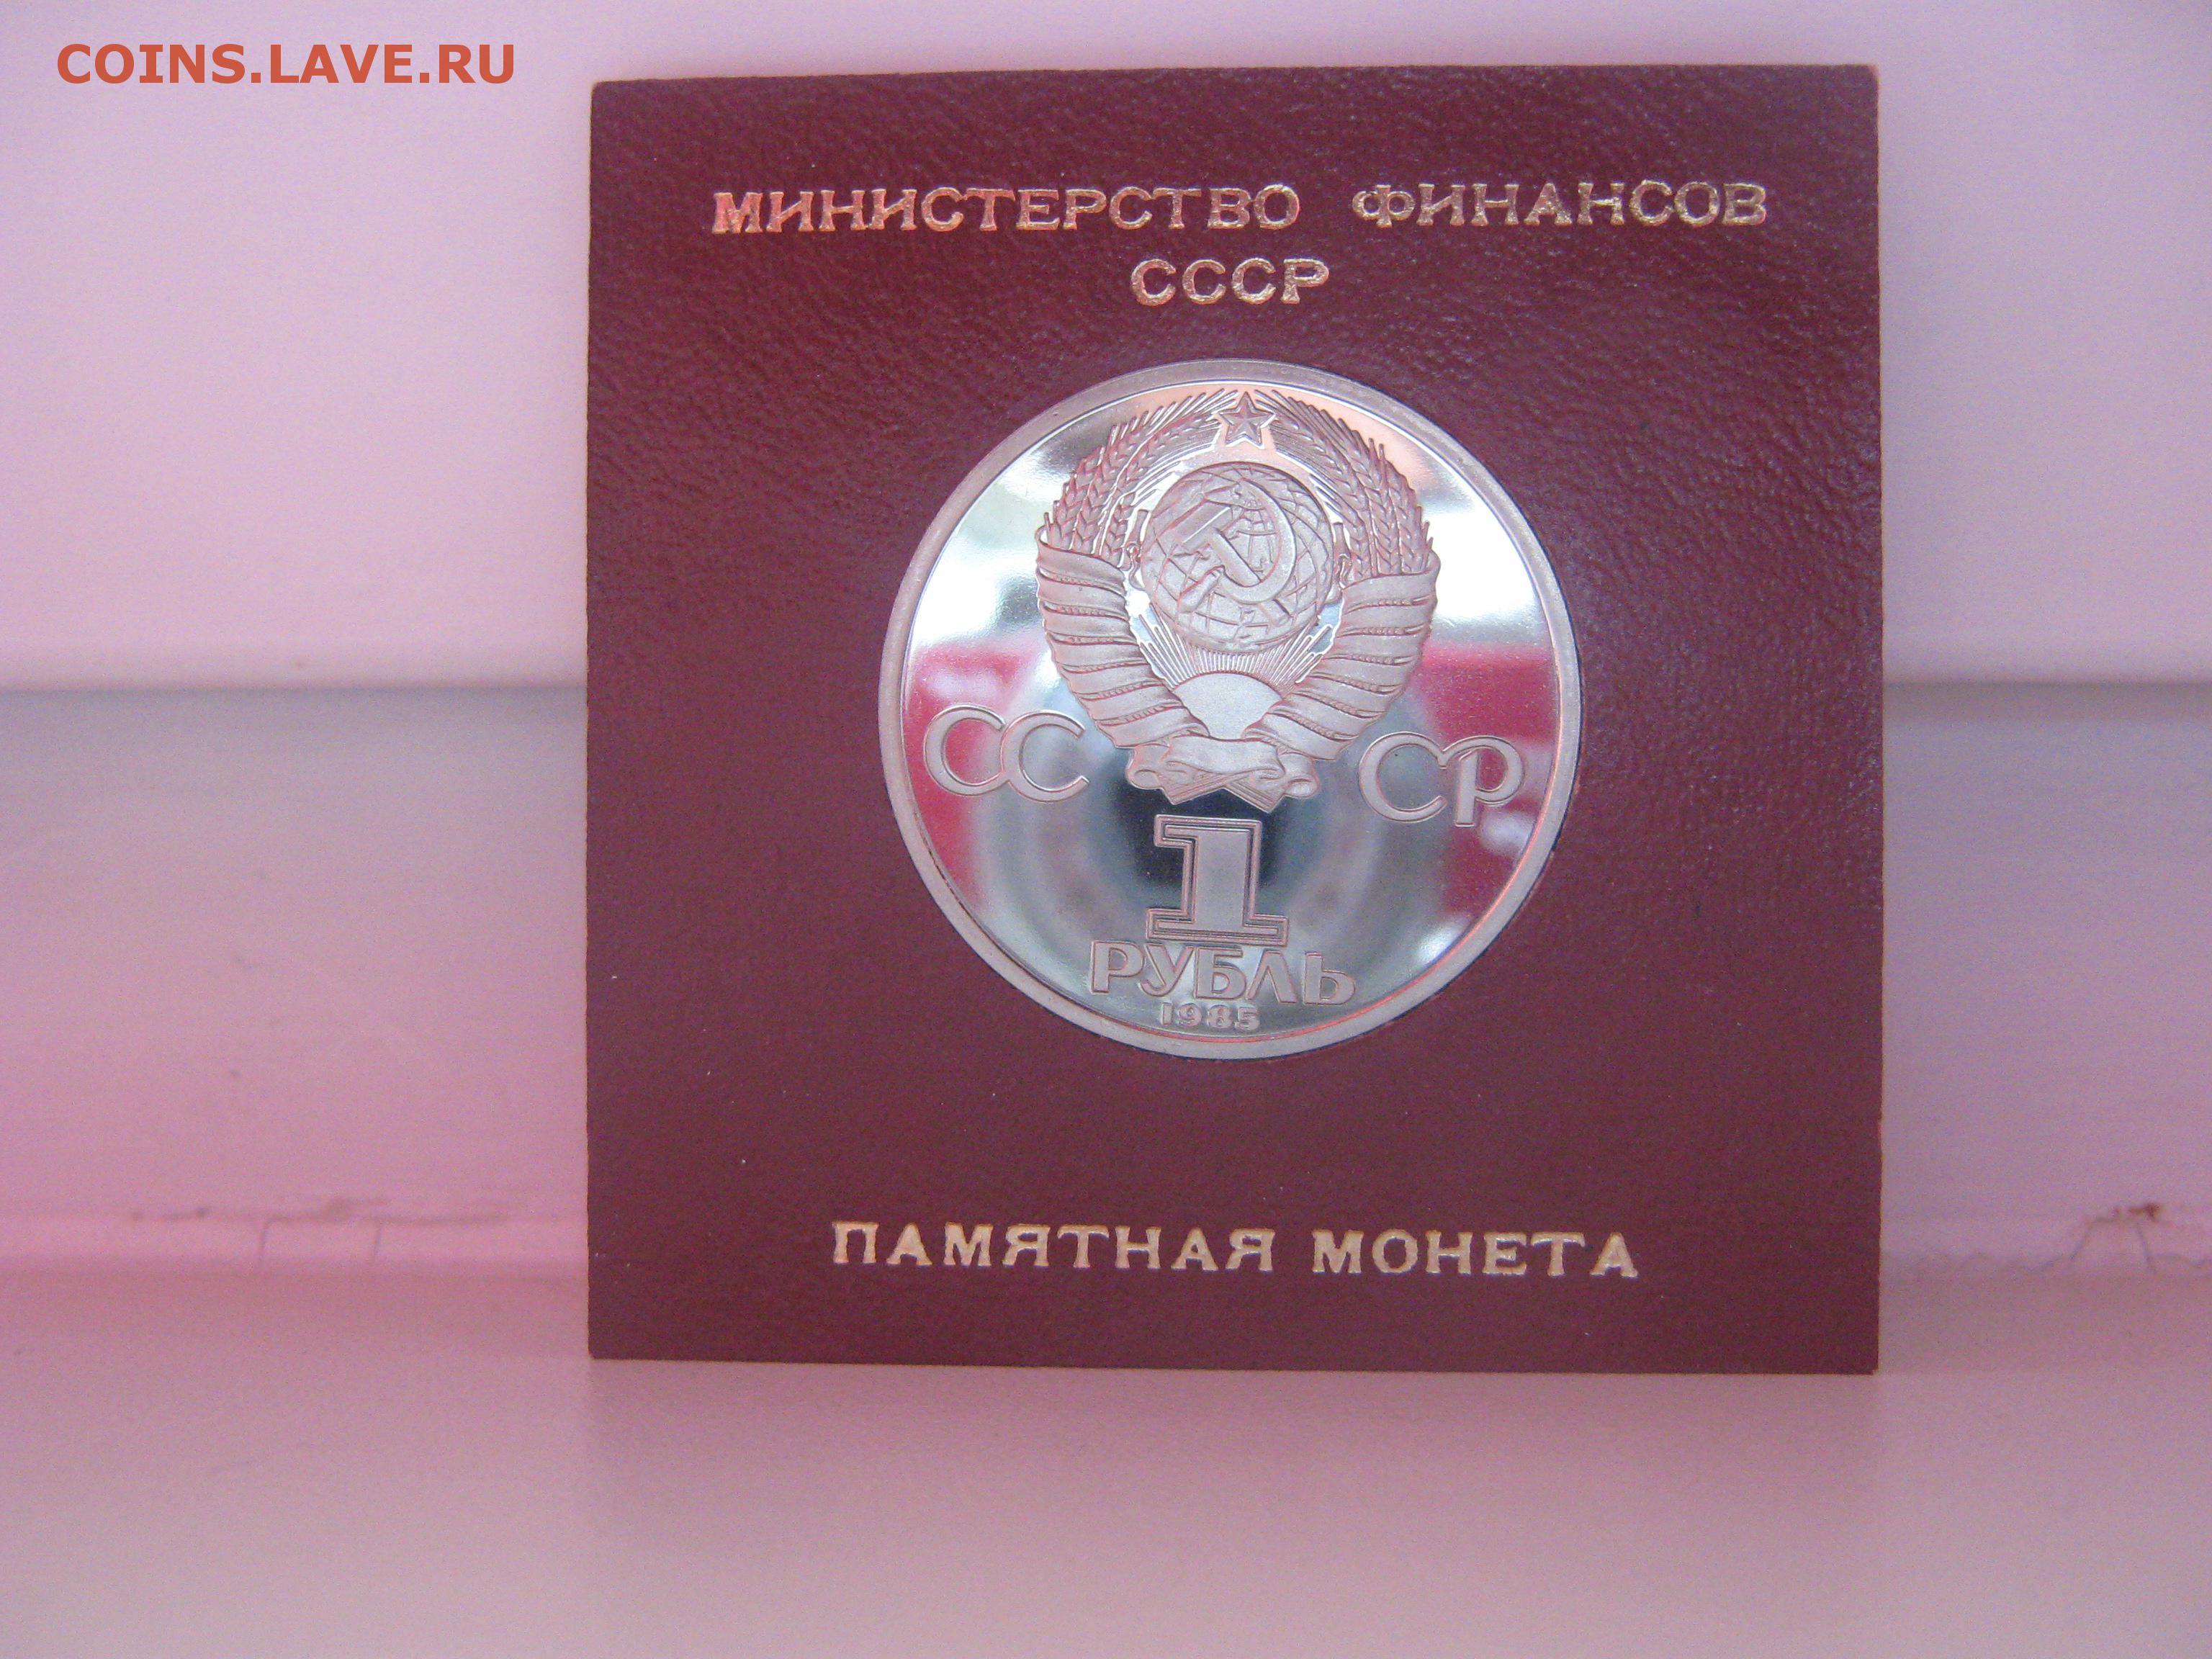 COINS.LAVE.RU
МИНИСТЕРСТВО ФИНАНСОВ
СССР
СС СР
1
РУБЛЬ
1985
ПАМЯТНАЯ МОНЕТА